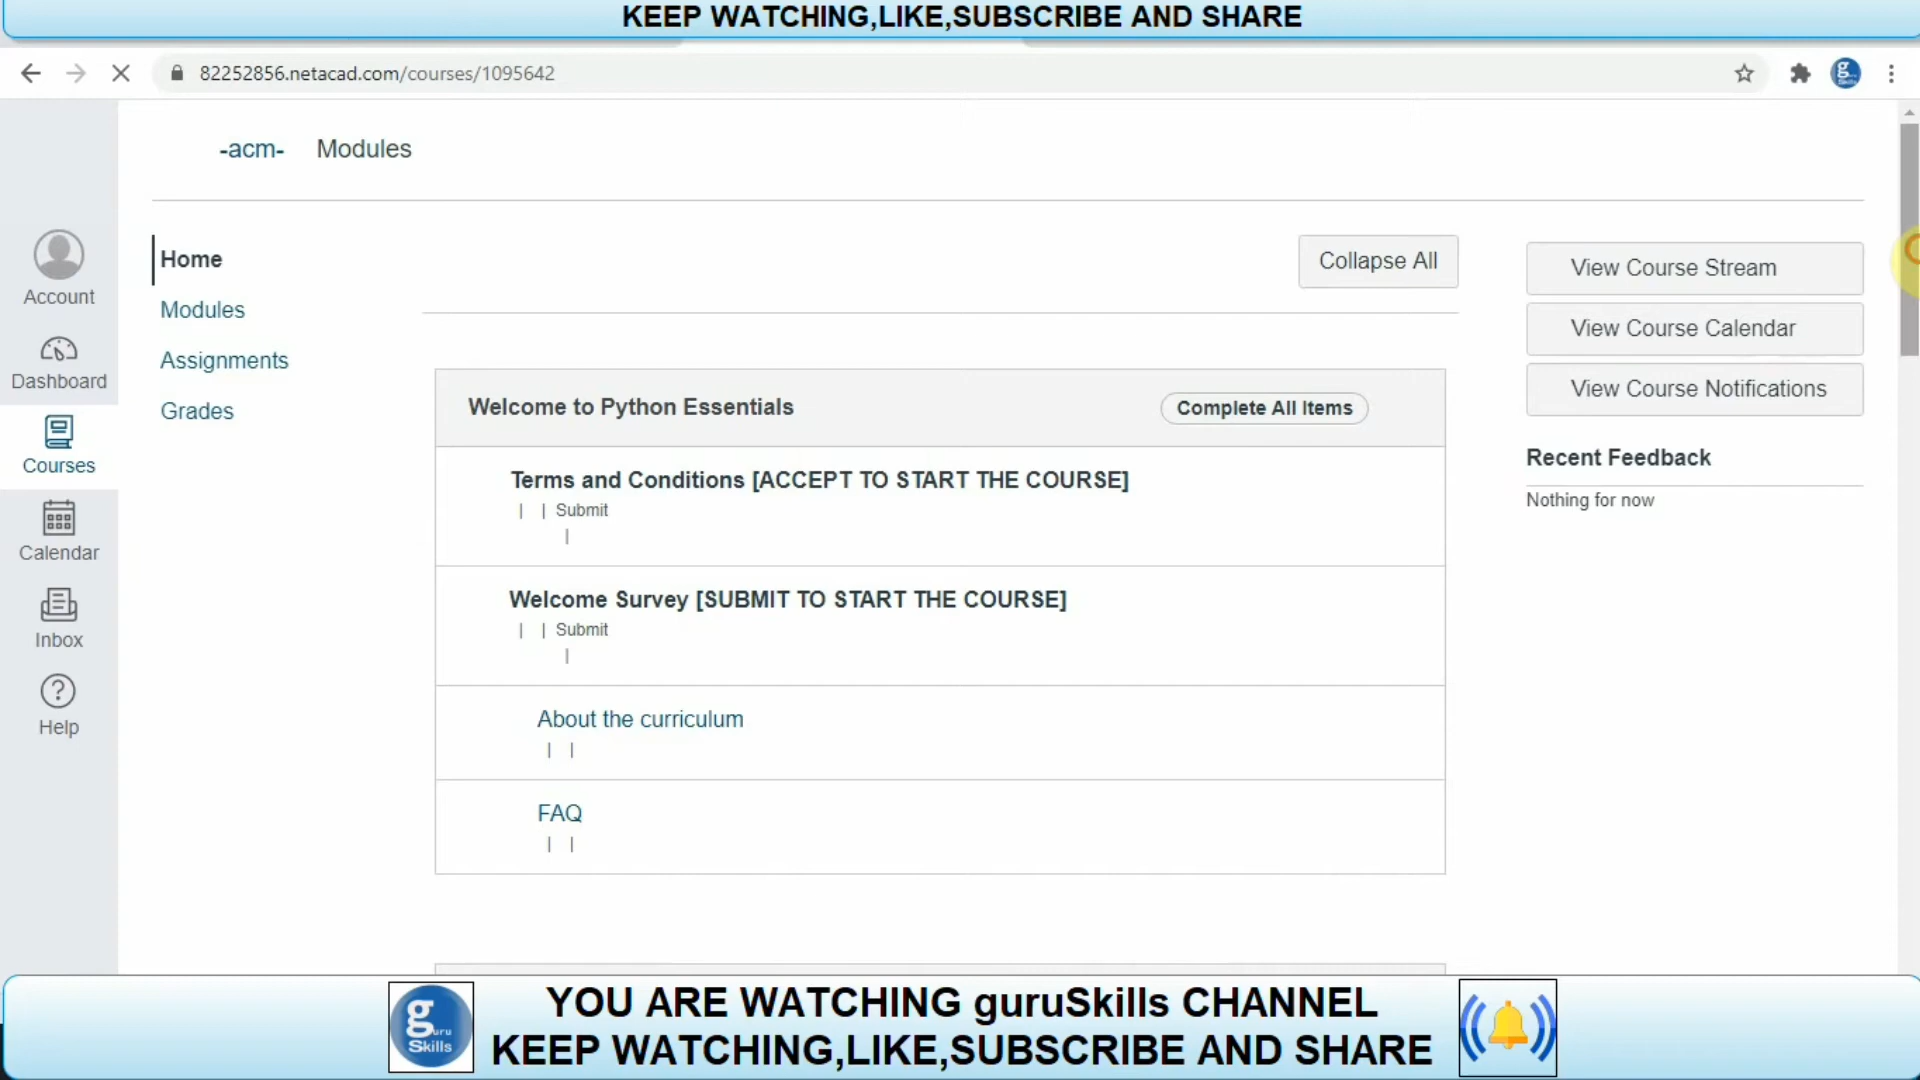 KEEP WATCHING,LIKE,SUBSCRIBE AND SHARE
82252856.netacad.com/courses/1095642
-acm- Modules
Account
Dashboard
Courses
Calendar
Inbox
Help
Home
Modules
Assignments
Grades
Collapse All
Welcome to Python Essentials
Complete All Items
Terms and Conditions [ACCEPT TO START THE COURSE]
| | Submit
|
Welcome Survey [SUBMIT TO START THE COURSE]
| | Submit
|
About the curriculum
| |
FAQ
| |
View Course Stream
View Course Calendar
View Course Notifications
Recent Feedback
Nothing for now
guru
Skills
YOU ARE WATCHING guruSkills CHANNEL
KEEP WATCHING,LIKE,SUBSCRIBE AND SHARE